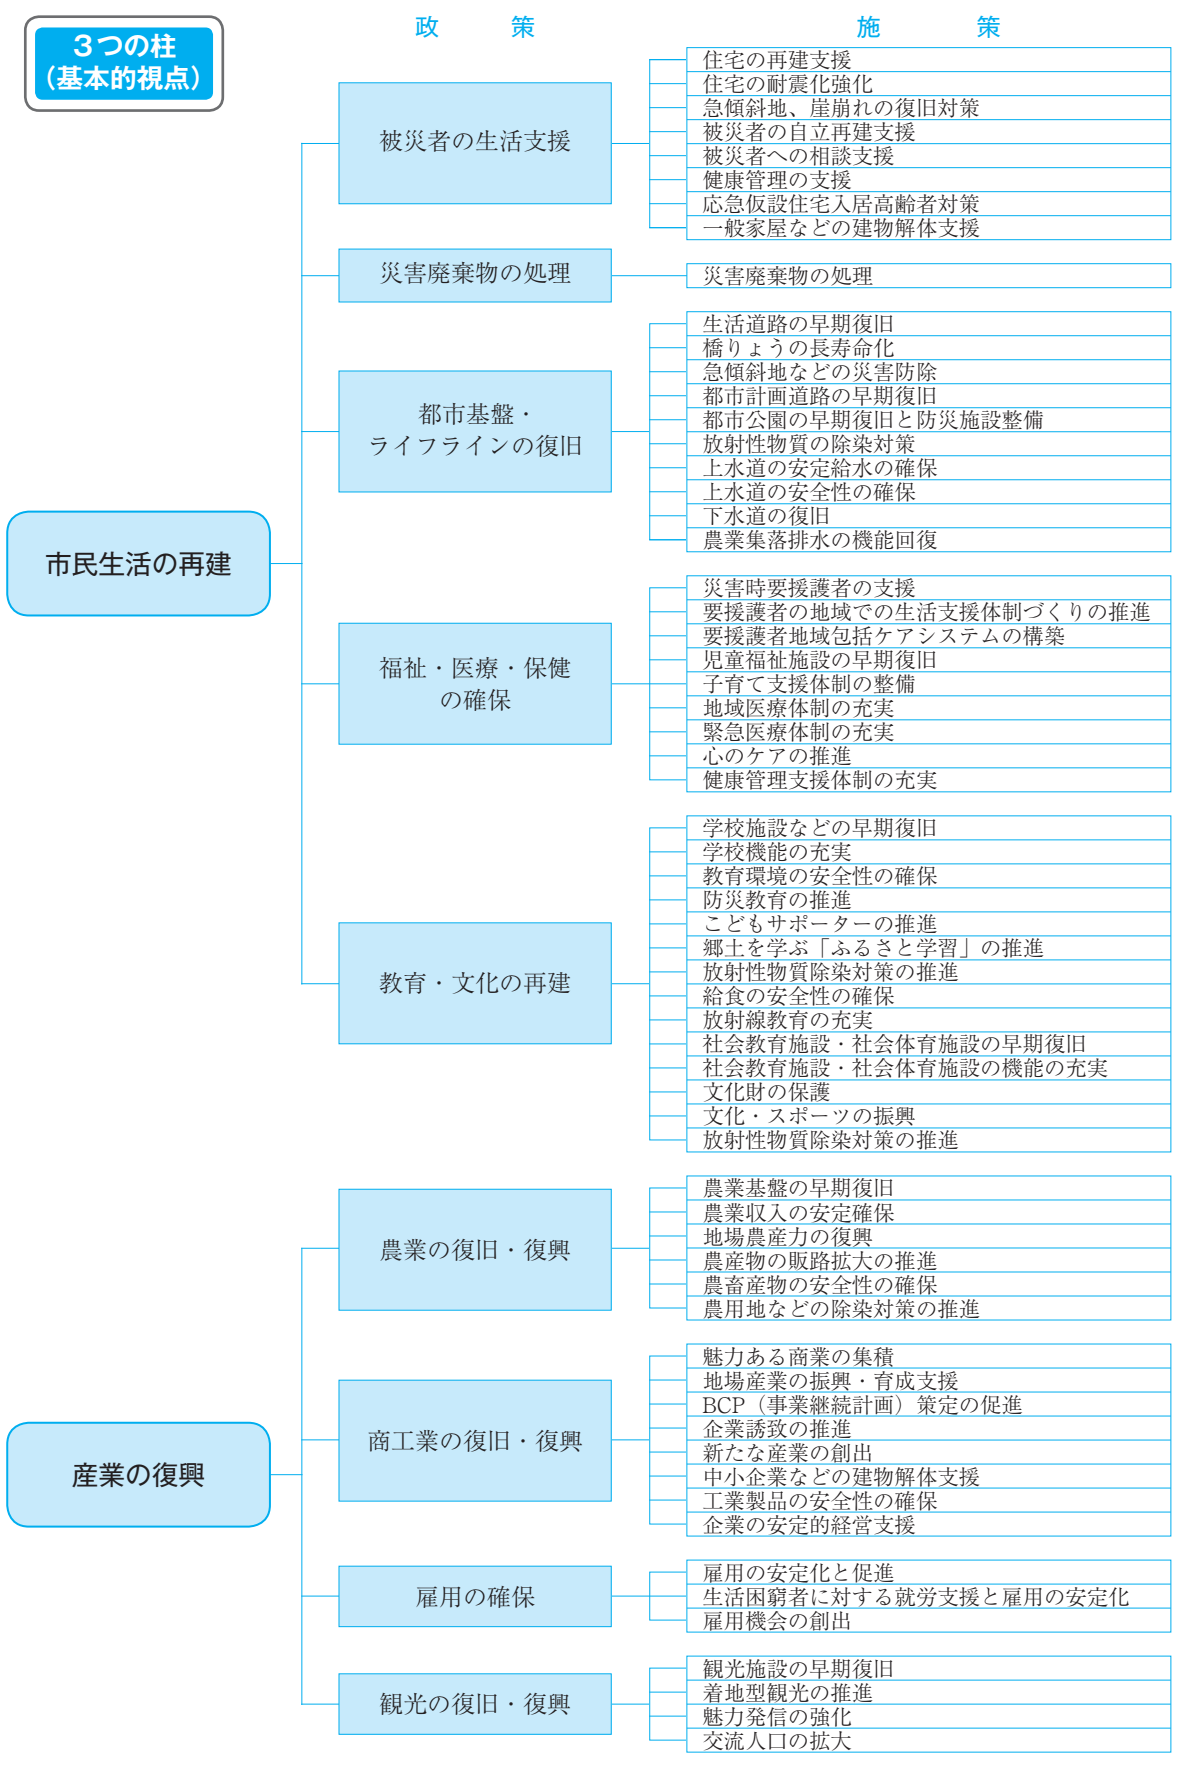 3つの柱
（基本的視点）
政　策
施　策
市民生活の再建
被災者の生活支援
住宅の再建支援
住宅の耐震化強化
急傾斜地、崖崩れの復旧対策
被災者の自立再建支援
被災者への相談支援
健康管理の支援
応急仮設住宅入居高齢者対策
一般家屋などの建物解体支援
災害廃棄物の処理
災害廃棄物の処理
都市基盤・
ライフラインの復旧
生活道路の早期復旧
橋りょうの長寿命化
急傾斜地などの災害防除
都市計画道路の早期復旧
都市公園の早期復旧と防災施設整備
放射性物質の除染対策
上水道の安定給水の確保
上水道の安全性の確保
下水道の復旧
農業集落排水の機能回復
福祉・医療・保健
の確保
災害時要援護者の支援
要援護者の地域での生活支援体制づくりの推進
要援護者地域包括ケアシステムの構築
児童福祉施設の早期復旧
子育て支援体制の整備
地域医療体制の充実
緊急医療体制の充実
心のケアの推進
健康管理支援体制の充実
教育・文化の再建
学校施設などの早期復旧
学校機能の充実
教育環境の安全性の確保
防災教育の推進
こどもサポーターの推進
郷土を学ぶ「ふるさと学習」の推進
放射性物質除染対策の推進
給食の安全性の確保
放射線教育の充実
社会教育施設・社会体育施設の早期復旧
社会教育施設・社会体育施設の機能の充実
文化財の保護
文化・スポーツの振興
放射性物質除染対策の推進
産業の復興
農業の復旧・復興
農業基盤の早期復旧
農業収入の安定確保
地場農産力の復興
農産物の販路拡大の推進
農畜産物の安全性の確保
農用地などの除染対策の推進
商工業の復旧・復興
魅力ある商業の集積
地場産業の振興・育成支援
BCP（事業継続計画）策定の促進
企業誘致の推進
新たな産業の創出
中小企業などの建物解体支援
工業製品の安全性の確保
企業の安定的経営支援
雇用の確保
雇用の安定化と促進
生活困窮者に対する就労支援と雇用の安定化
雇用機会の創出
観光の復旧・復興
観光施設の早期復旧
着地型観光の推進
魅力発信の強化
交流人口の拡大